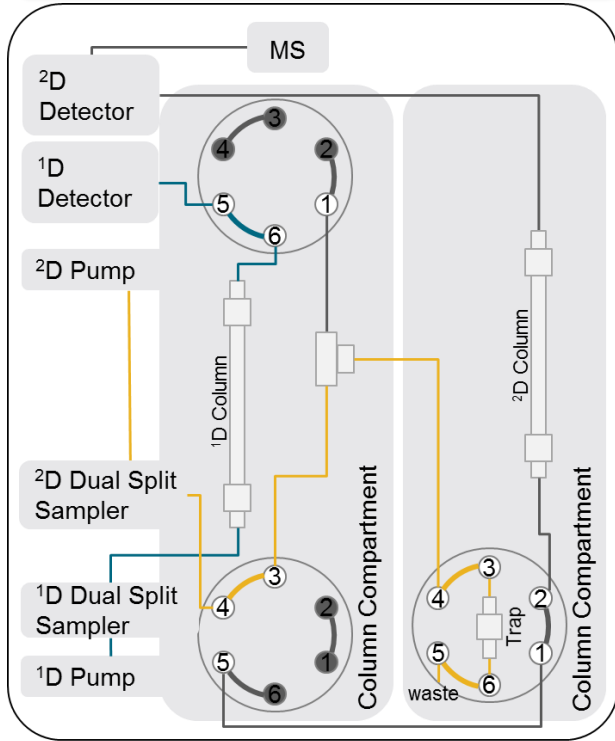 MS
²D
Detector
¹D
Detector
²D Pump
²D Dual Split
Sampler
¹D Dual Split
Sampler
¹D Pump
3
4
2
5
1
6
¹D Column
3
4
2
5
1
6
Column Compartment
²D Column
3
4
2
5
1
6
Trap
waste
Column Compartment